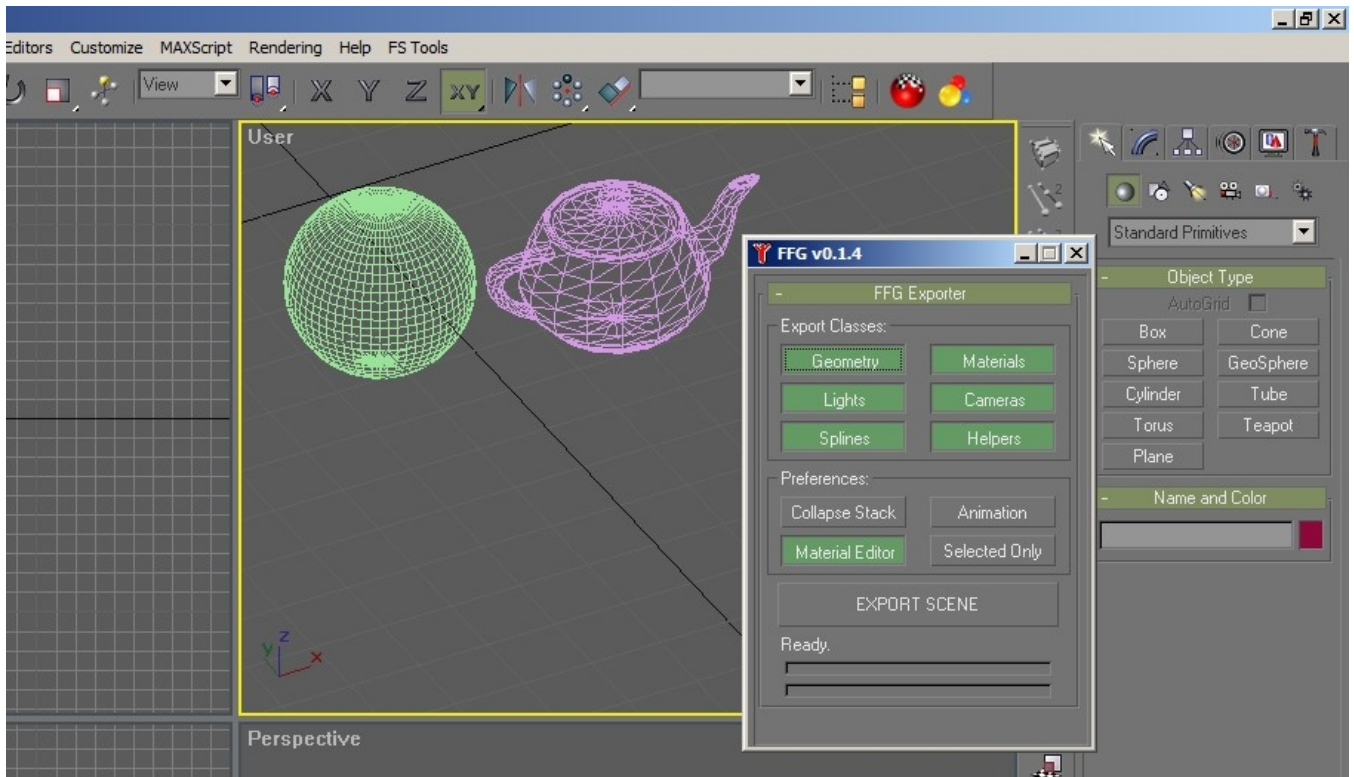 Editors Customize MAXScript Rendering Help FS Tools
View X Y Z XY
User
2
Standard Primitives
Object Type
AutoGrid
Box Cone
Sphere GeoSphere
Cylinder Tube
Torus Teapot
Plane
Name and Color
FFG v0.1.4
FFG Exporter
Export Classes:
Geometry Materials
Lights Cameras
Splines Helpers
Preferences:
Collapse Stack Animation
Material Editor Selected Only
EXPORT SCENE
Ready.
z
y x
Perspective